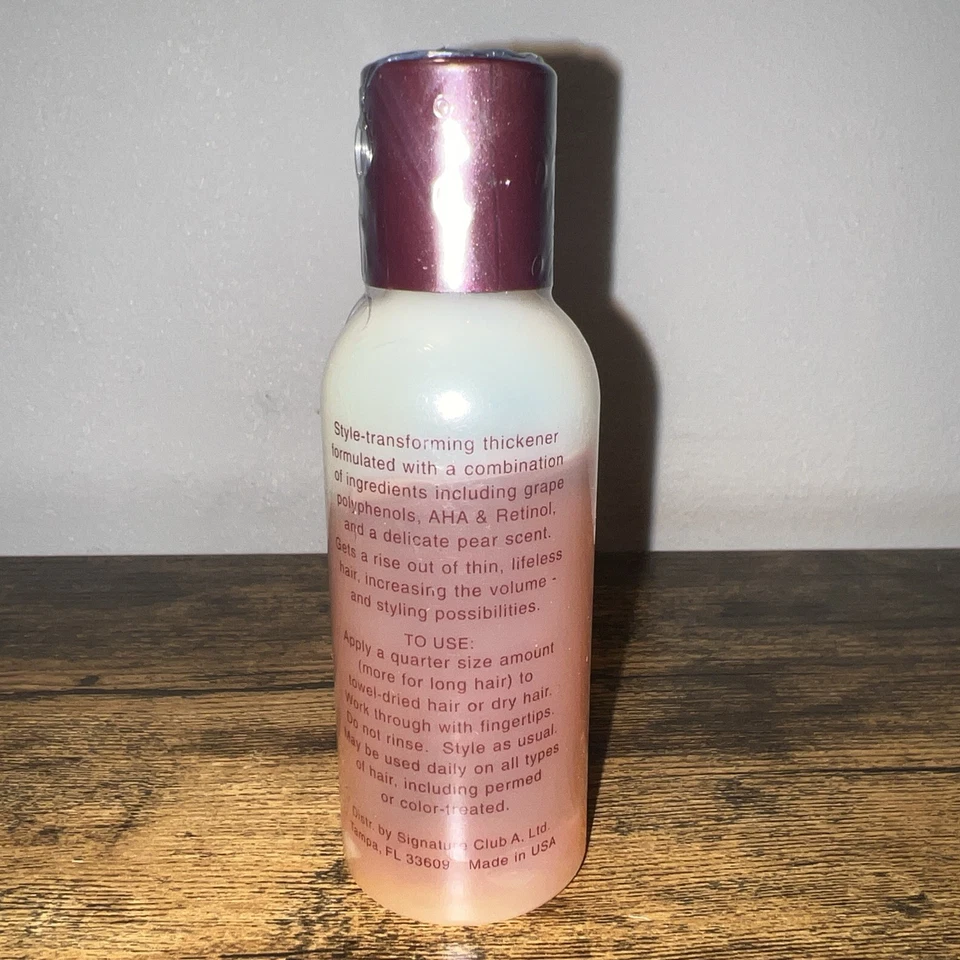 Style-transforming thickener
formulated with a combination
of ingredients including grape
polyphenols, AHA & Retinol,
and a delicate pear scent.
Gets a rise out of thin, lifeless
hair, increasing the volume -
and styling possibilities.
TO USE:
Apply a quarter size amount
(more for long hair) to
towel-dried hair or dry hair.
Work through with fingertips.
Do not rinse. Style as usual.
May be used daily on all types
of hair, including permed
or color-treated.
Distr. by Signature Club A. Ltd.
Tampa, FL 33609 Made in USA